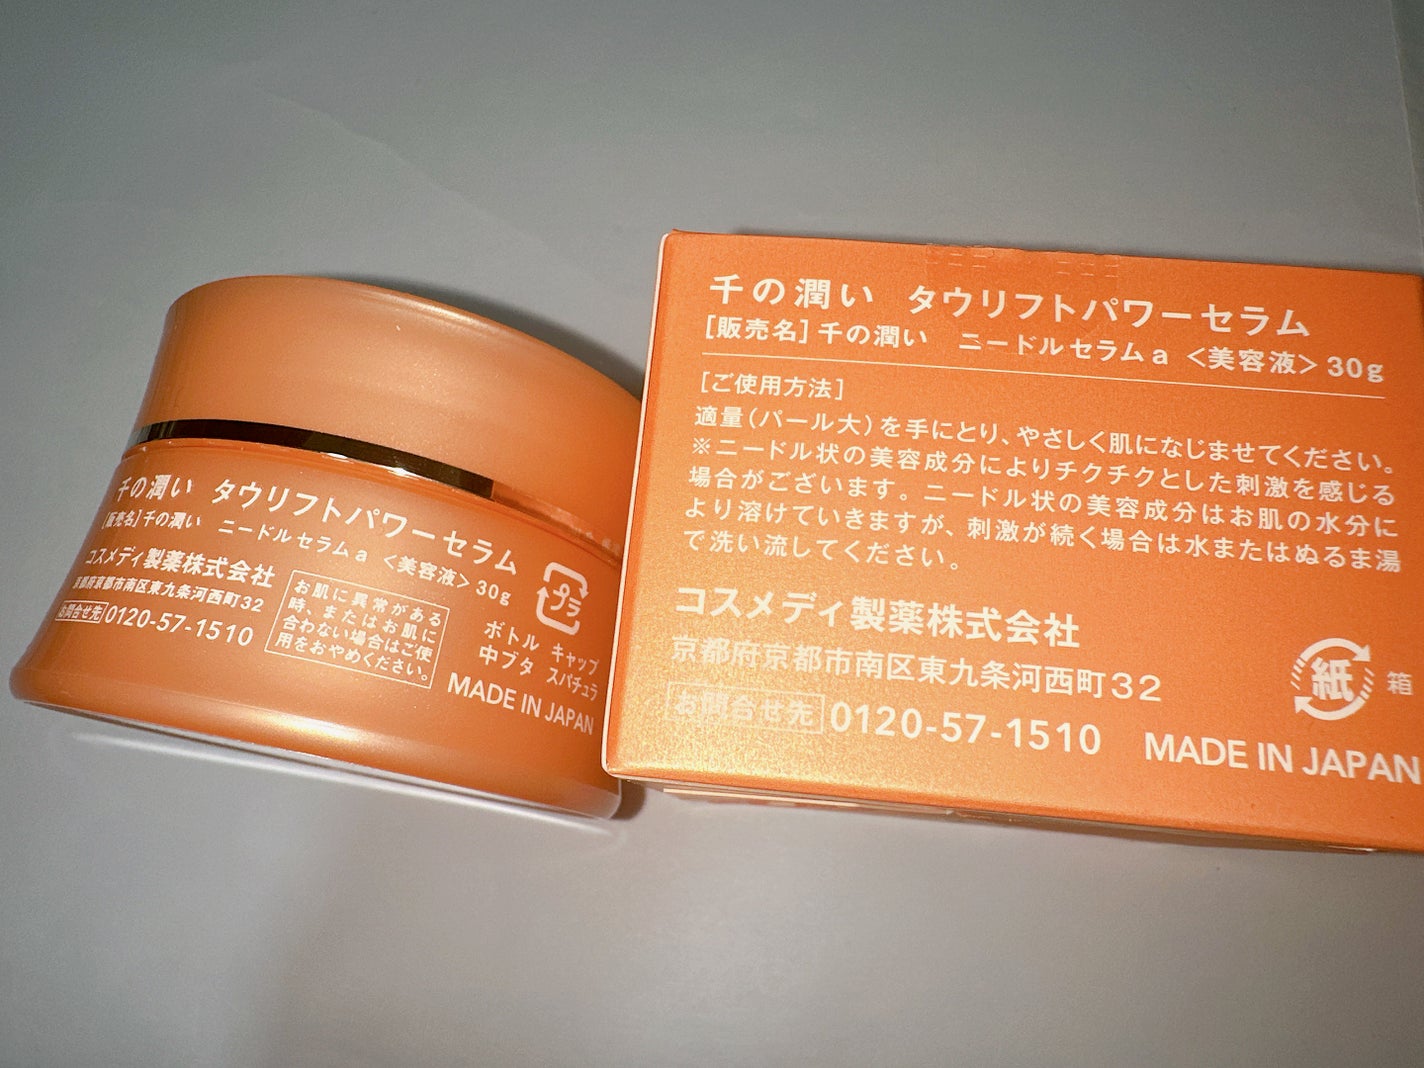 千の潤い タウリフトパワーセラム
[販売名]千の潤い ニードルセラムa <美容液>30g
コスメディ製薬株式会社
京都府京都市南区東九条河西町32
お問合せ先 0120-57-1510
お肌に異常がある
時、またはお肌に
合わない場合はご使
用をおやめください。
プラ
ボトル キャップ
中ブタ スパチュラ
MADE IN JAPAN
千の潤い タウリフトパワーセラム
[販売名]千の潤い ニードルセラムa <美容液>30g
[ご使用方法]
適量(パール大)を手にとり、やさしく肌になじませてください。
※ニードル状の美容成分によりチクチクとした刺激を感じる
場合がございます。ニードル状の美容成分はお肌の水分に
より溶けていきますが、刺激が続く場合は水またはぬるま湯
で洗い流してください。
コスメディ製薬株式会社
京都府京都市南区東九条河西町32
お問合せ先 0120-57-1510
紙 箱
MADE IN JAPAN